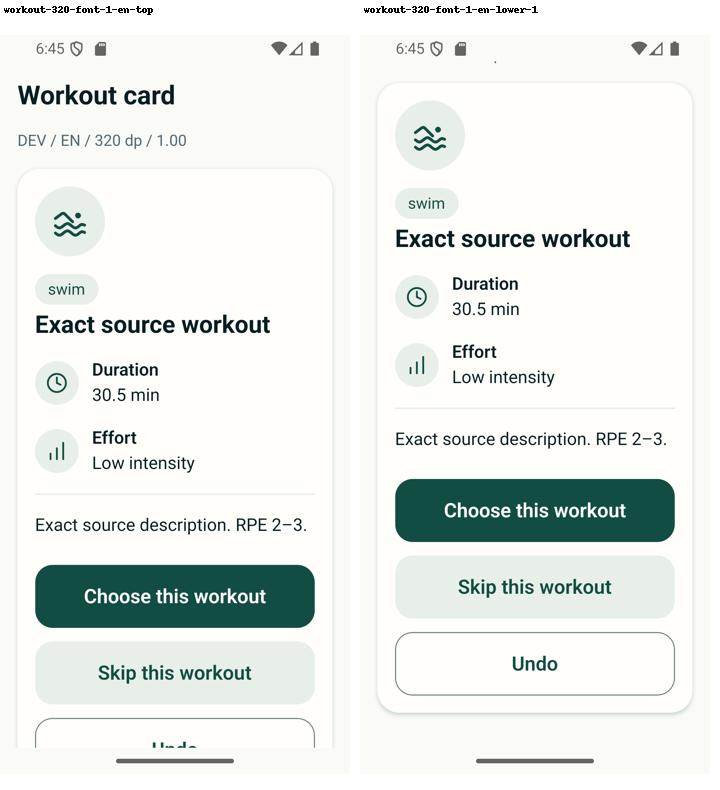 workout-320-font-1-en-top
6:45
Workout card
DEV / EN / 320 dp / 1.00
swim
Exact source workout
Duration
30.5 min
Effort
Low intensity
Exact source description. RPE 2–3.
Choose this workout
Skip this workout
Undo
workout-320-font-1-en-lower-1
6:45
swim
Exact source workout
Duration
30.5 min
Effort
Low intensity
Exact source description. RPE 2–3.
Choose this workout
Skip this workout
Undo